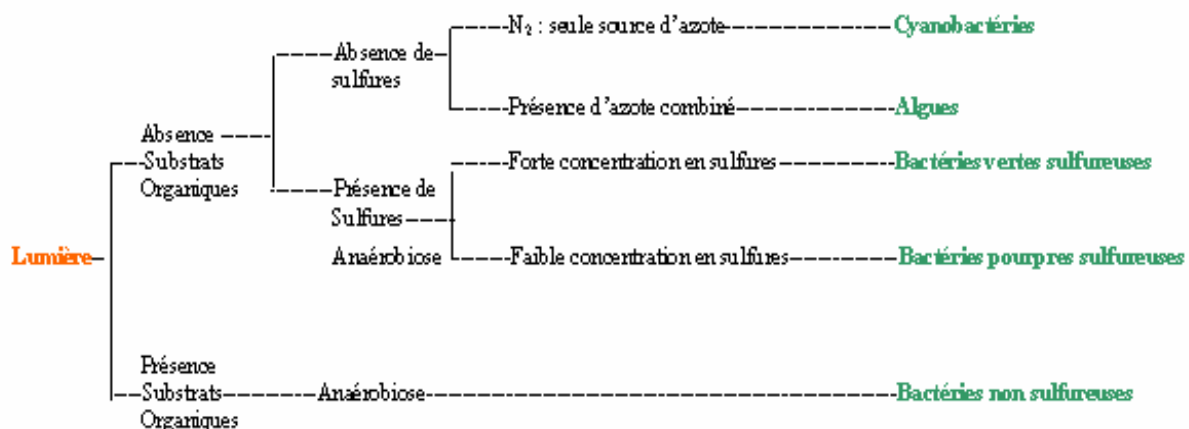 N₂ : seule source d'azote
Cyanobactéries
Absence de
sulfures
Présence d'azote combiné
Algues
Absence
Substrats
Organiques
Forte concentration en sulfures
Bactéries vertes sulfureuses
Présence de
Sulfures
Lumière
Anaérobiose
Faible concentration en sulfures
Bactéries pourpres sulfureuses
Présence
Substrats
Organiques
Anaérobiose
Bactéries non sulfureuses